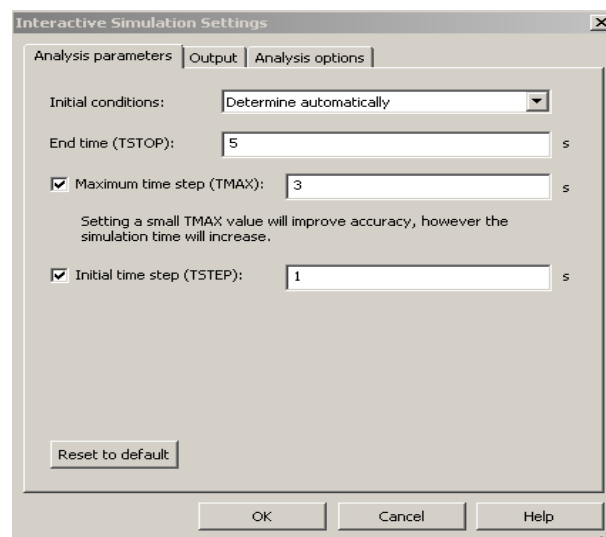 Interactive Simulation Settings
Analysis parameters Output Analysis options
Initial conditions: Determine automatically
End time (TSTOP): 5 s
Maximum time step (TMAX): 3 s
Setting a small TMAX value will improve accuracy, however the
simulation time will increase.
Initial time step (TSTEP): 1 s
Reset to default
OK Cancel Help